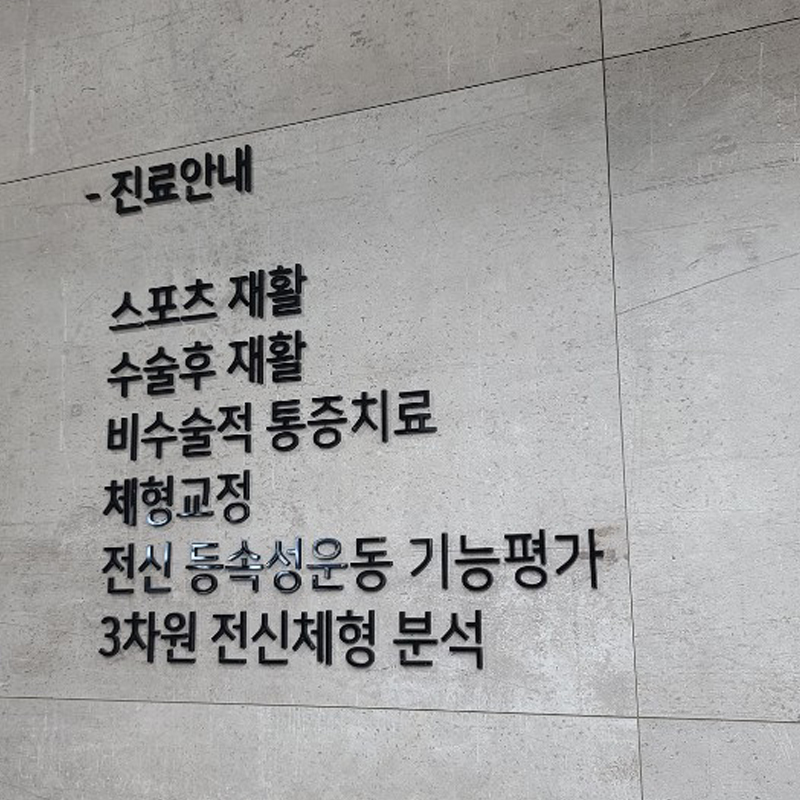 - 진료안내
스포츠 재활
수술후 재활
비수술적 통증치료
체형교정
전신 등속성운동 기능평가
3차원 전신체형 분석